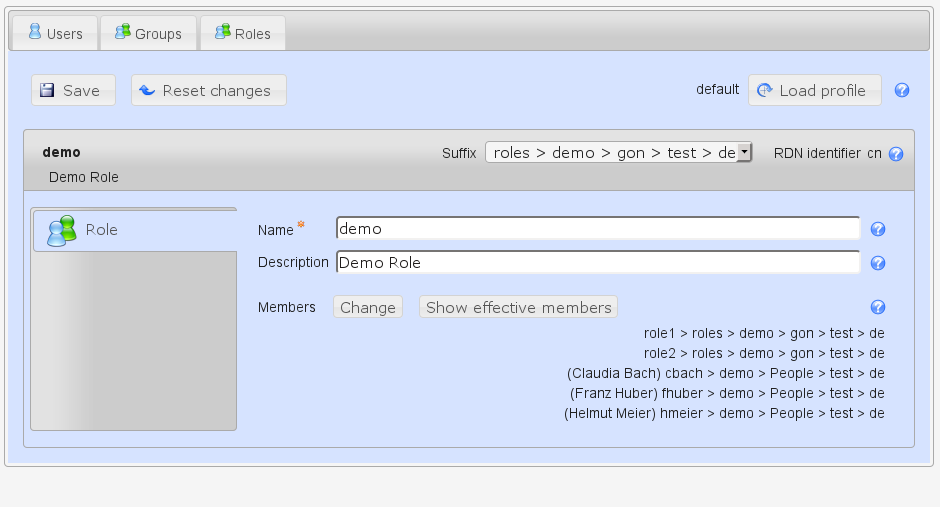 Users Groups Roles
Save Reset changes default Load profile
demo Suffix roles > demo > gon > test > de RDN identifier cn
Demo Role
Role
Name * demo
Description Demo Role
Members Change Show effective members
role1 > roles > demo > gon > test > de
role2 > roles > demo > gon > test > de
(Claudia Bach) cbach > demo > People > test > de
(Franz Huber) fhuber > demo > People > test > de
(Helmut Meier) hmeier > demo > People > test > de